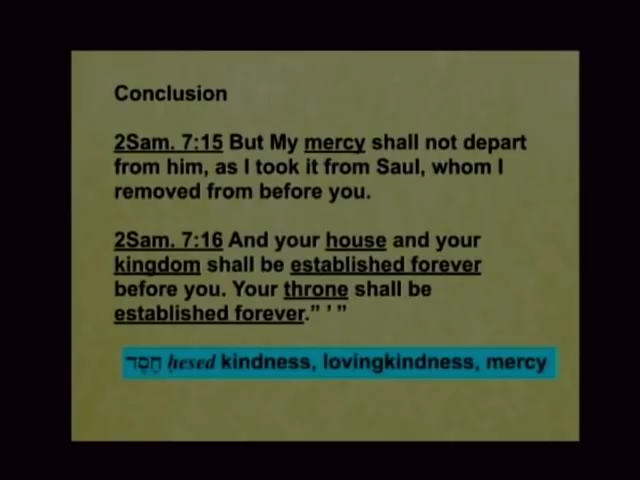 Conclusion
2Sam. 7:15 But My mercy shall not depart
from him, as I took it from Saul, whom I
removed from before you.
2Sam. 7:16 And your house and your
kingdom shall be established forever
before you. Your throne shall be
established forever.” ’ ”
חֶסֶד ḥesed kindness, lovingkindness, mercy